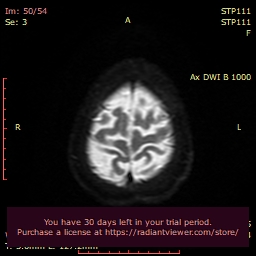 Im: 50/54
Se: 3
A
STP111
STP111
F
Ax DWI B 1000
R
L
You have 30 days left in your trial period.
Purchase a license at https://radiantviewer.com/store/